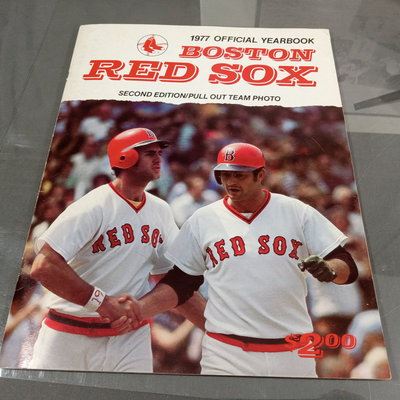 1977 OFFICIAL YEARBOOK
BOSTON
RED SOX
SECOND EDITION/PULL OUT TEAM PHOTO
B
B
RED SOX
RED SOX
$2.00